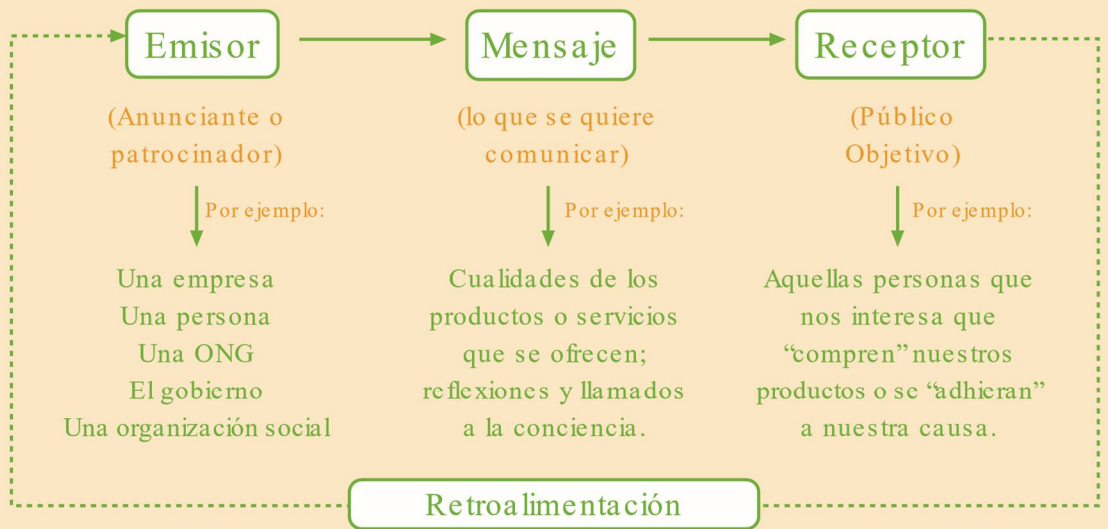 Emisor
Mensaje
Receptor
(Anunciante o
patrocinador)
(lo que se quiere
comunicar)
(Público
Objetivo)
Por ejemplo:
Por ejemplo:
Por ejemplo:
Una empresa
Una persona
Una ONG
El gobierno
Una organización social
Cualidades de los
productos o servicios
que se ofrecen;
reflexiones y llamados
a la conciencia.
Aquellas personas que
nos interesa que
“compren” nuestros
productos o se “adhieran”
a nuestra causa.
Retroalimentación